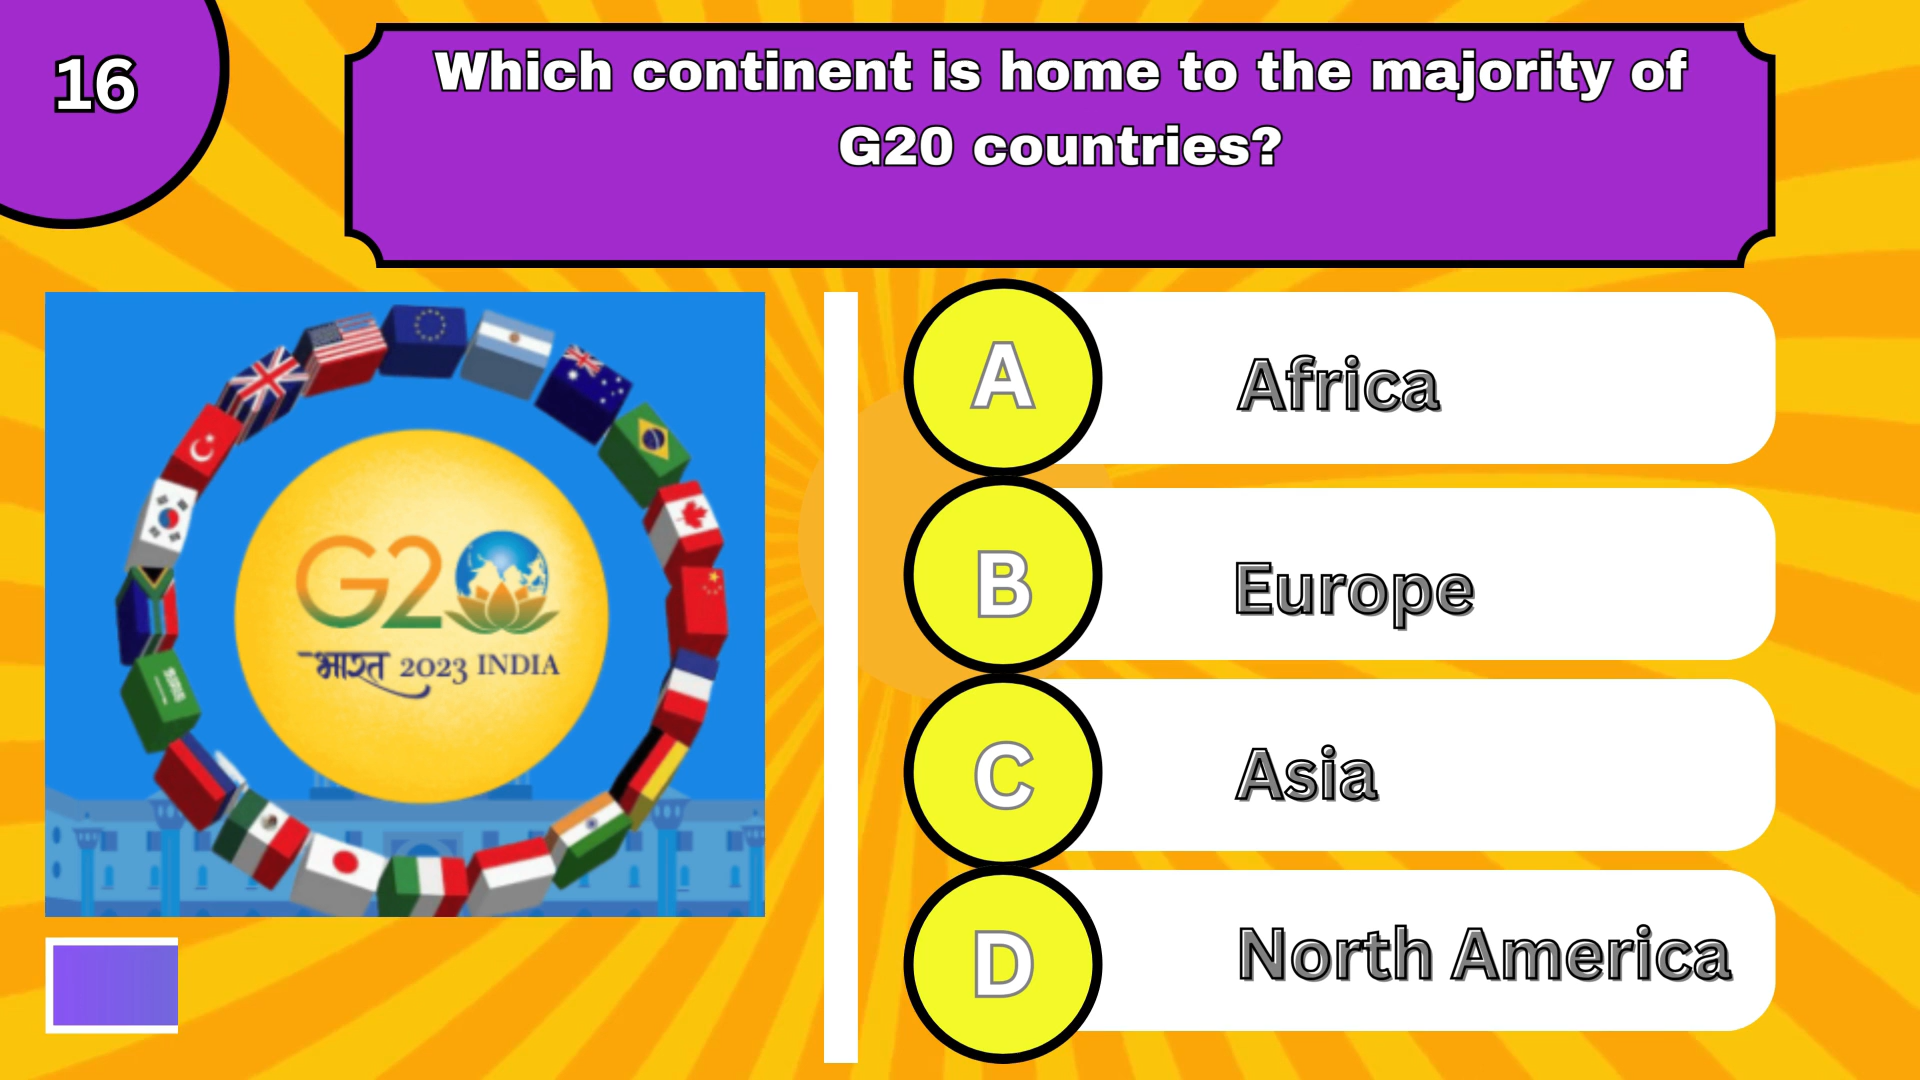 16
Which continent is home to the majority of
G20 countries?
G20
भारत 2023 INDIA
A
Africa
B
Europe
C
Asia
D
North America